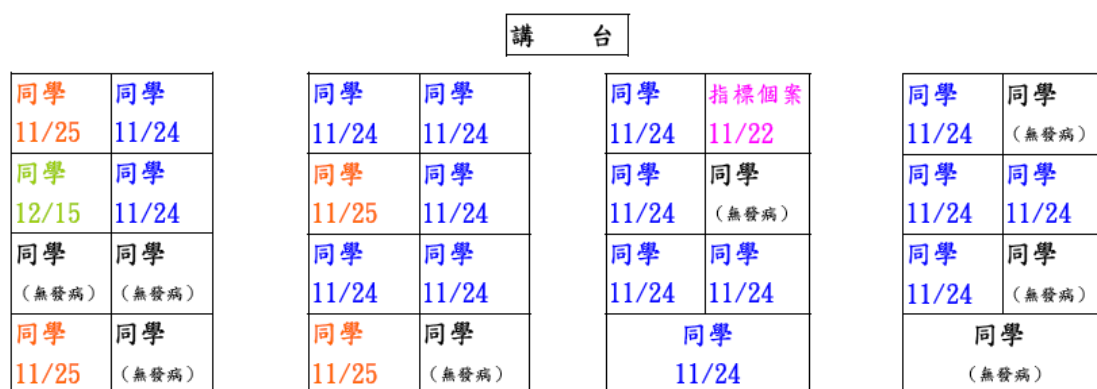 講 台
同學 同學 同學 同學 同學 指標個案 同學 同學
11/25 11/24 11/24 11/24 11/24 11/22 11/24 （無發病）
同學 同學 同學 同學 同學 同學 同學 同學
12/15 11/24 11/25 11/24 11/24 （無發病） 11/24 11/24
同學 同學 同學 同學 同學 同學 同學 同學
（無發病） （無發病） 11/24 11/24 11/24 11/24 11/24 （無發病）
同學 同學 同學 同學 同學 同學
11/25 （無發病） 11/25 （無發病） 11/24 （無發病）